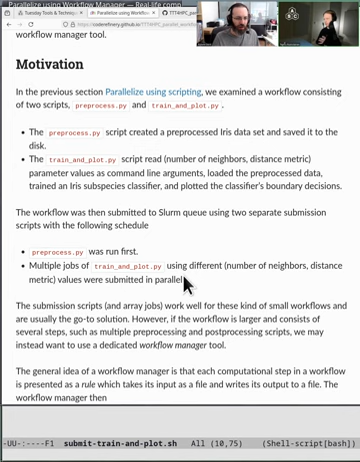 Parallelize using Workflow Manager — Real-life comp
Tuesday Tools & Technique
Parallelize using Workflow
coderefinery.github.io/TTT4HPC_parallel_workf
workflow manager tool.
Motivation
In the previous section Parallelize using scripting, we examined a workflow consisting
of two scripts, preprocess.py and train_and_plot.py .
• The preprocess.py script created a preprocessed Iris data set and saved it to the
disk.
• The train_and_plot.py script read (number of neighbors, distance metric)
parameter values as command line arguments, loaded the preprocessed data,
trained an Iris subspecies classifier, and plotted the classifier's boundary decisions.
The workflow was then submitted to Slurm queue using two separate submission
scripts with the following schedule
• preprocess.py was run first.
• Multiple jobs of train_and_plot.py using different (number of neighbors, distance
metric) values were submitted in parallel
The submission scripts (and array jobs) work well for these kind of small workflows and
are usually the go-to solution. However, if the workflow is larger and consists of
several steps, such as multiple preprocessing and postprocessing scripts, we may
instead want to use a dedicated workflow manager tool.
The general idea of a workflow manager is that each computational step in a workflow
is presented as a rule which takes its input as a file and writes its output to a file. The
workflow manager then
-UU-:----F1 submit-train-and-plot.sh All (10,75) (Shell-script[bash])